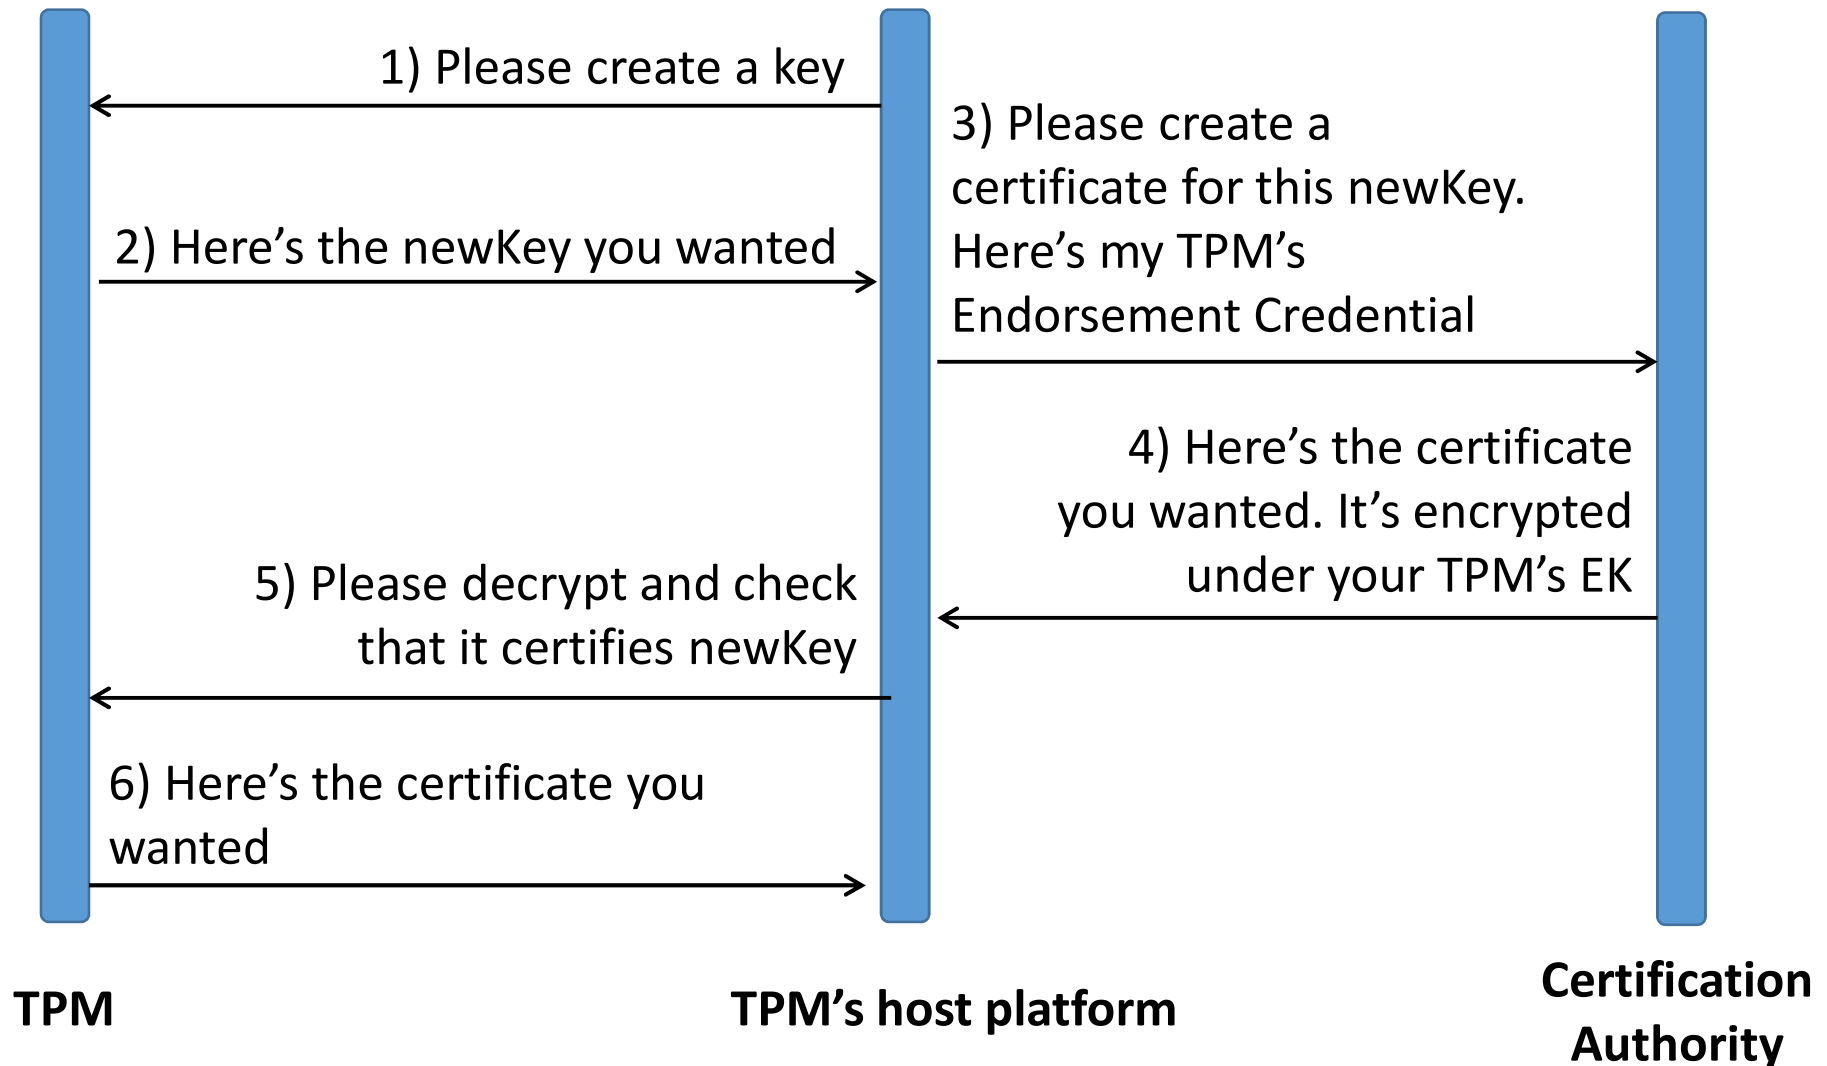 1) Please create a key
2) Here’s the newKey you wanted
3) Please create a
certificate for this newKey.
Here’s my TPM’s
Endorsement Credential
4) Here’s the certificate
you wanted. It’s encrypted
under your TPM’s EK
5) Please decrypt and check
that it certifies newKey
6) Here’s the certificate you
wanted
TPM
TPM’s host platform
Certification
Authority